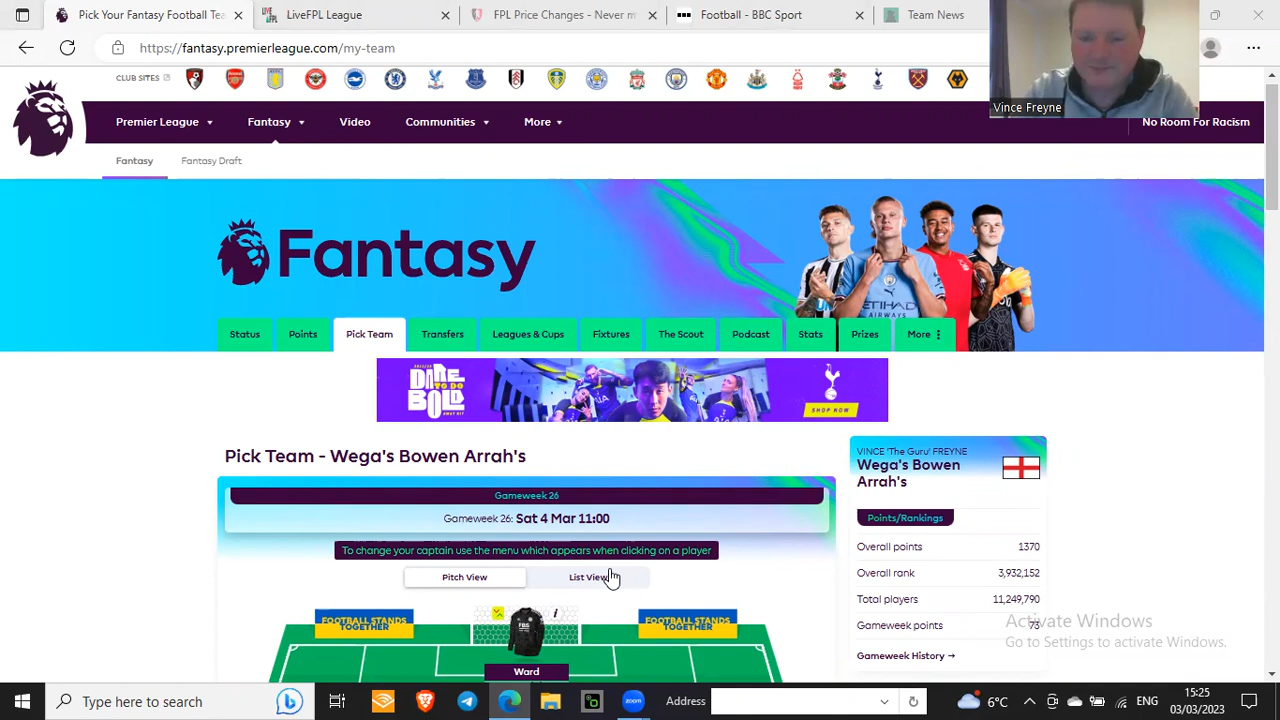 Pick Your Fantasy Football Tea
LiveFPL League
FPL Price Changes - Never m
Football - BBC Sport
Team News
https://fantasy.premierleague.com/my-team
Vince Freyne
CLUB SITES
Premier League
Fantasy
Video
Communities
More
No Room For Racism
Fantasy
Fantasy Draft
Fantasy
ETIHAD
AIRWAYS
Status
Points
Pick Team
Transfers
Leagues & Cups
Fixtures
The Scout
Podcast
Stats
Prizes
More
DARE
TO DO
BOLD
SHOP NOW
Pick Team - Wega's Bowen Arrah's
Gameweek 26
Gameweek 26: Sat 4 Mar 11:00
To change your captain use the menu which appears when clicking on a player
Pitch View
List View
FOOTBALL STANDS
TOGETHER
FBS
FOOTBALL STANDS
TOGETHER
Ward
VINCE 'The Guru' FREYNE
Wega's Bowen
Arrah's
Points/Rankings
Overall points 1370
Overall rank 3,932,152
Total players 11,249,790
Gameweek points 73
Gameweek History →
Activate Windows
Go to Settings to activate Windows.
Type here to search
Address
6°C
ENG
15:25
03/03/2023
zoom